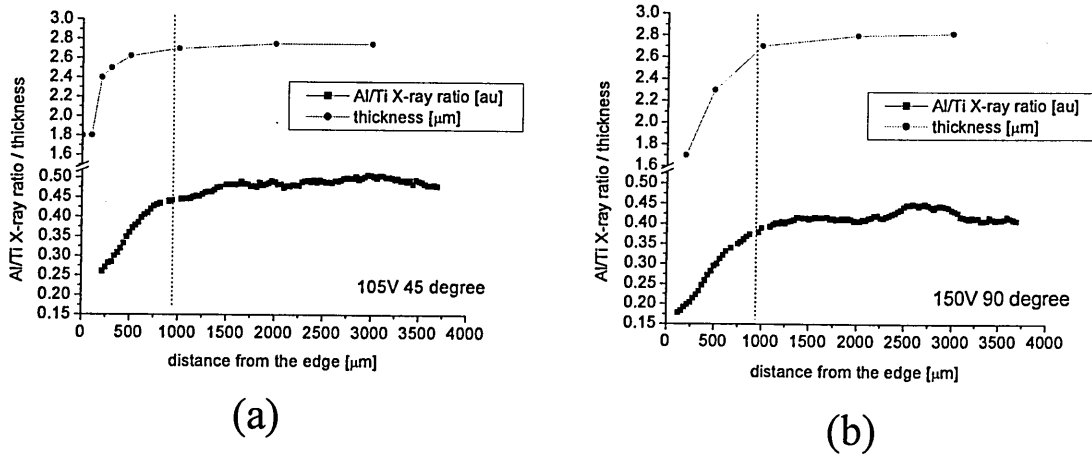 Al/Ti X-ray ratio / thickness
3.0
2.8
2.6
2.4
2.2
2.0
1.8
1.6
0.50
0.45
0.40
0.35
0.30
0.25
0.20
0.15
Al/Ti X-ray ratio [au]
thickness [μm]
105V 45 degree
0 500 1000 1500 2000 2500 3000 3500 4000
distance from the edge [μm]
(a)
Al/Ti X-ray ratio / thickness
3.0
2.8
2.6
2.4
2.2
2.0
1.8
1.6
0.50
0.45
0.40
0.35
0.30
0.25
0.20
0.15
Al/Ti X-ray ratio [au]
thickness [μm]
150V 90 degree
0 500 1000 1500 2000 2500 3000 3500 4000
distance from the edge [μm]
(b)